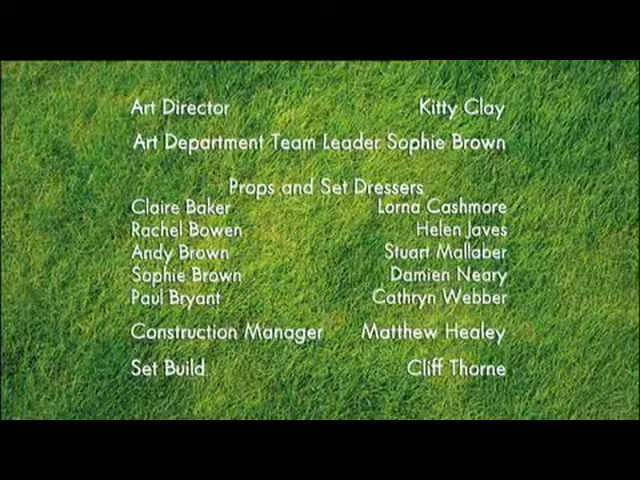 Art Director Kitty Clay
Art Department Team Leader Sophie Brown
Props and Set Dressers
Claire Baker Lorna Cashmore
Rachel Bowen Helen Javes
Andy Brown Stuart Mallaber
Sophie Brown Damien Neary
Paul Bryant Cathryn Webber
Construction Manager Matthew Healey
Set Build Cliff Thorne